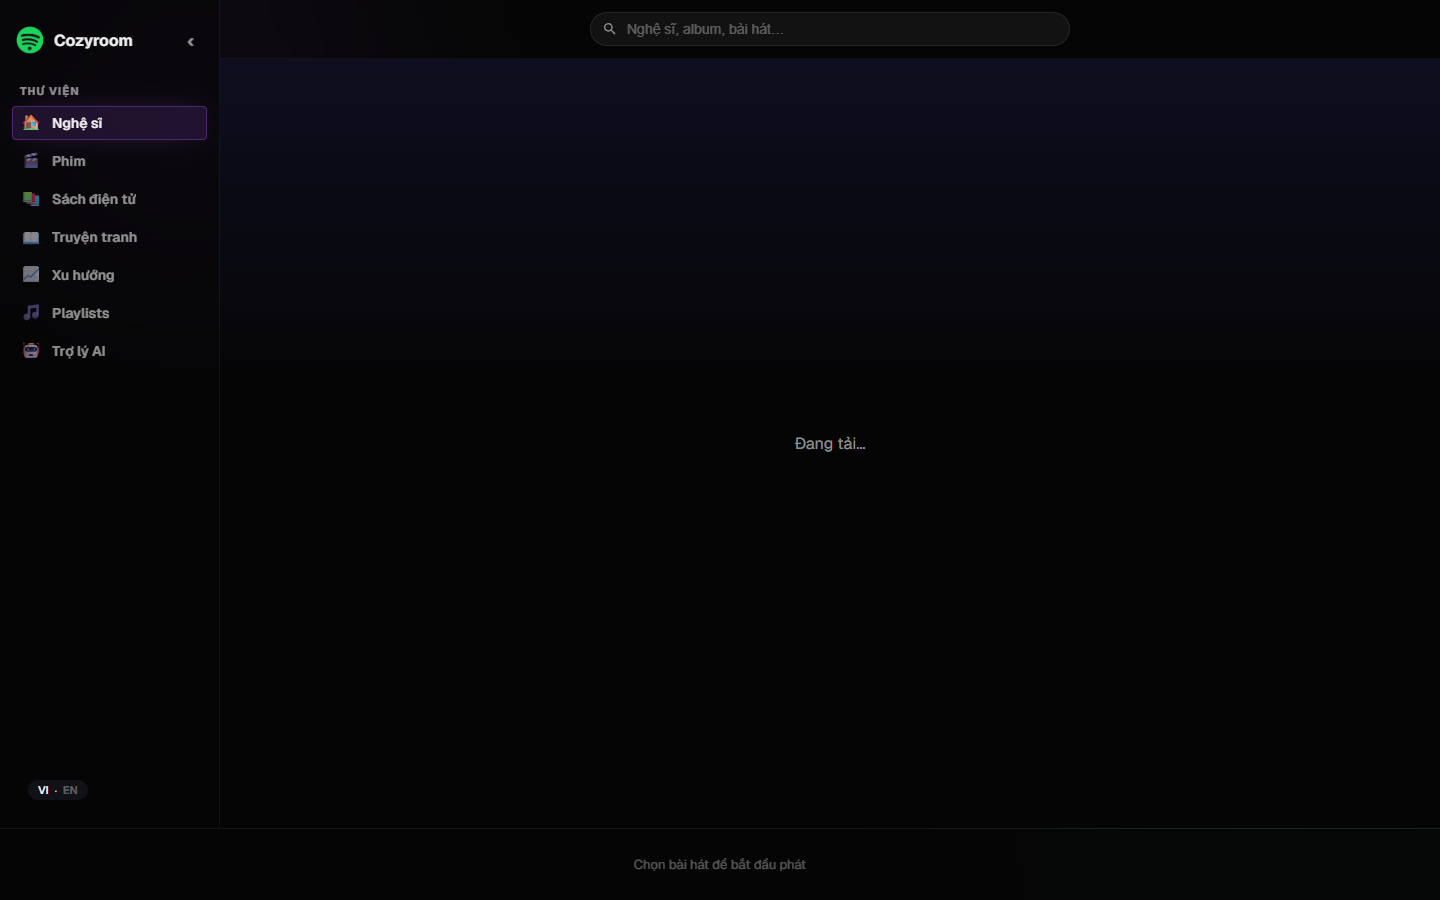 Cozyroom
‹
Nghệ sĩ, album, bài hát...
THƯ VIỆN
Nghệ sĩ
Phim
Sách điện tử
Truyện tranh
Xu hướng
Playlists
Trợ lý AI
Đang tải...
VI · EN
Chọn bài hát để bắt đầu phát